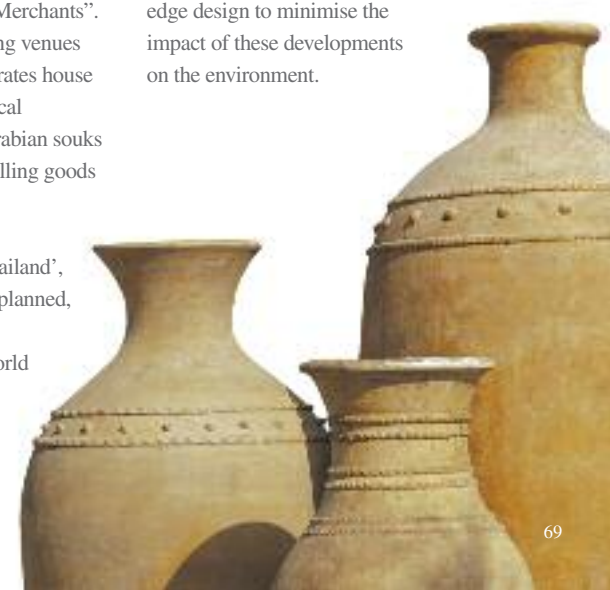 Merchants”.
ng venues
rates house
cal
rabian souks
lling goods
ailand’,
planned,
orld
edge design to minimise the
impact of these developments
on the environment.
69